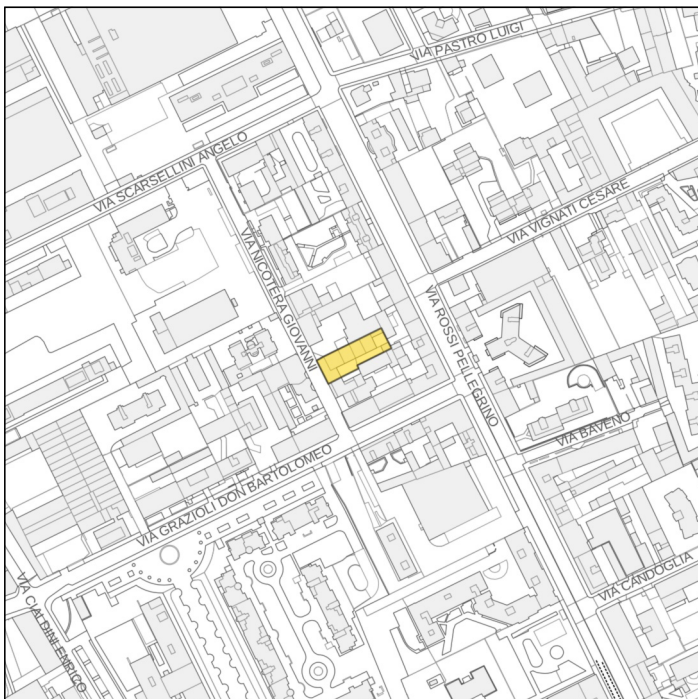 VIA PASTRO LUIGI
VIA SCARSELLINI ANGELO
VIA VIGNATI CESARE
VIA NICOTERA GIOVANNI
VIA ROSSI PELLEGRINO
VIA BAVENO
VIA GRAZIOLI DON BARTOLOMEO
VIA CANDOGLIA
VIA CIALDINI ENRICO